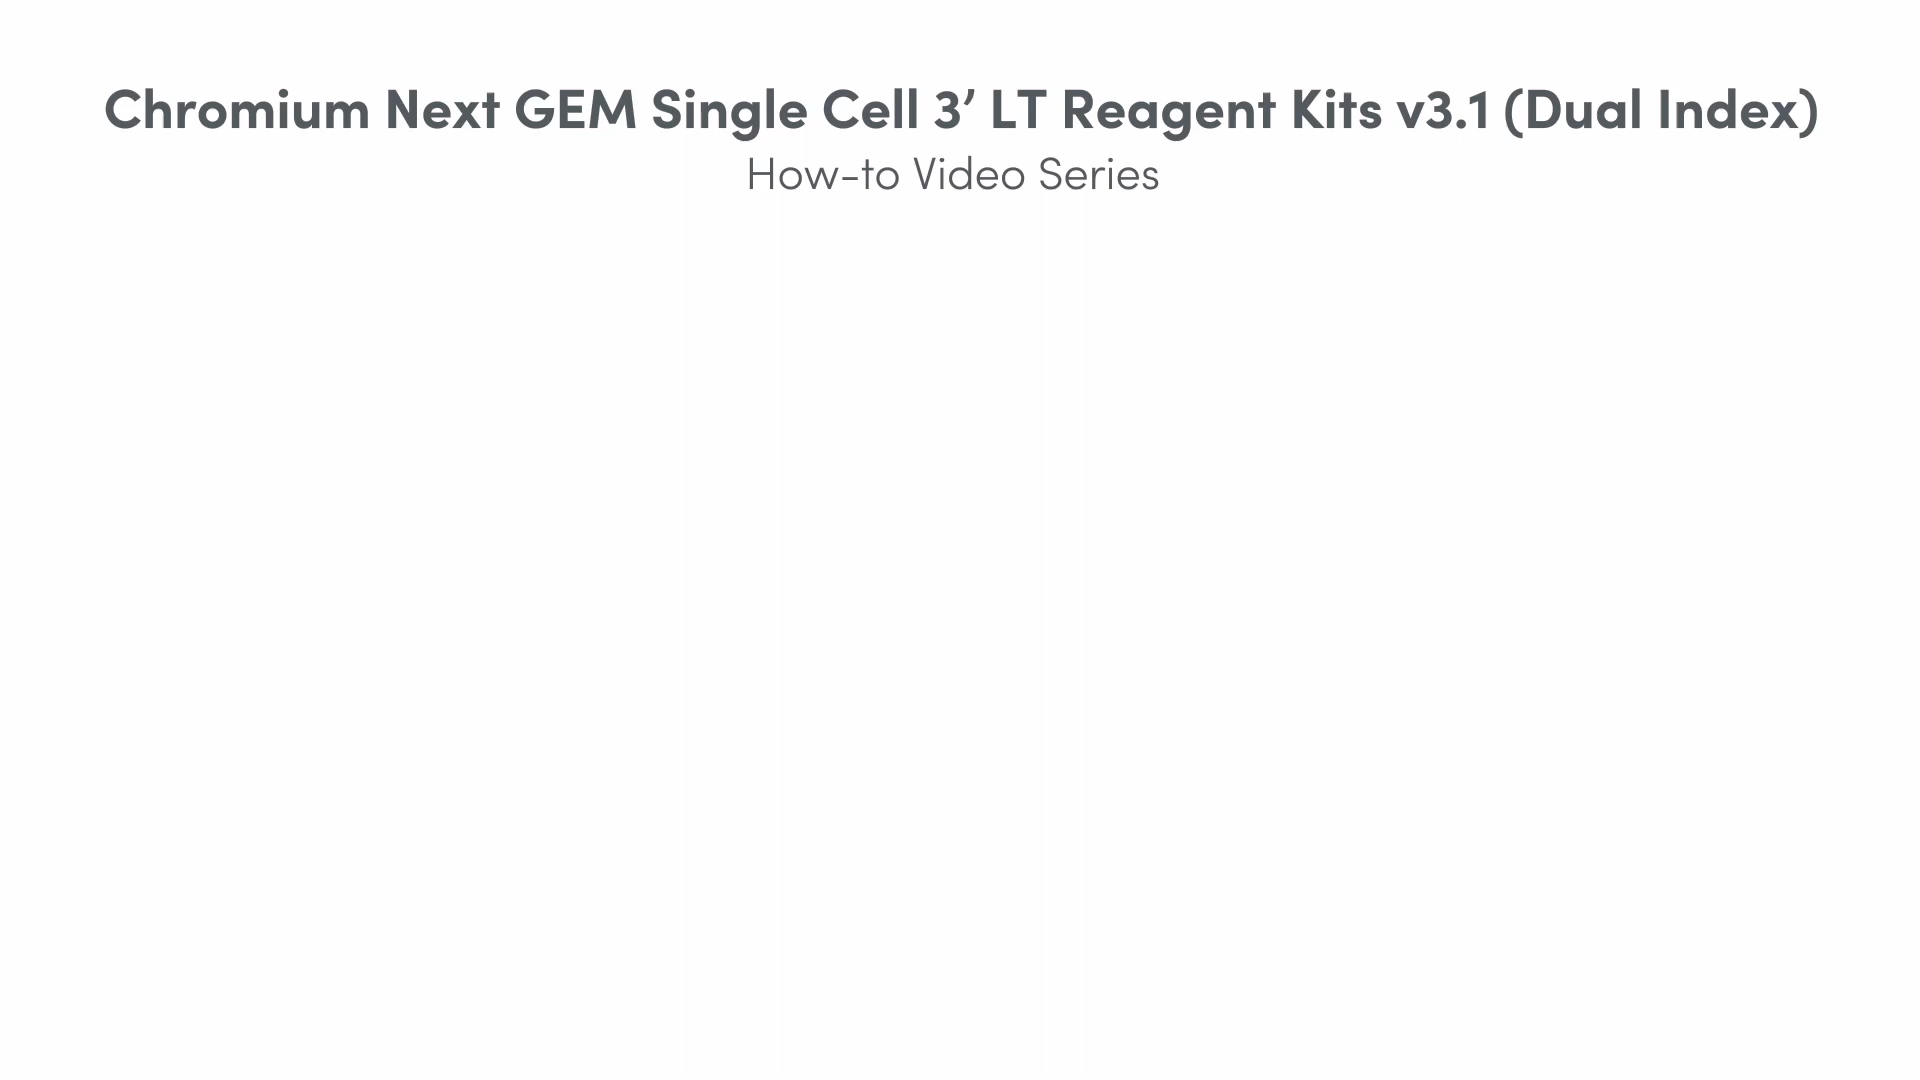 Chromium Next GEM Single Cell 3’ LT Reagent Kits v3.1 (Dual Index)
How-to Video Series